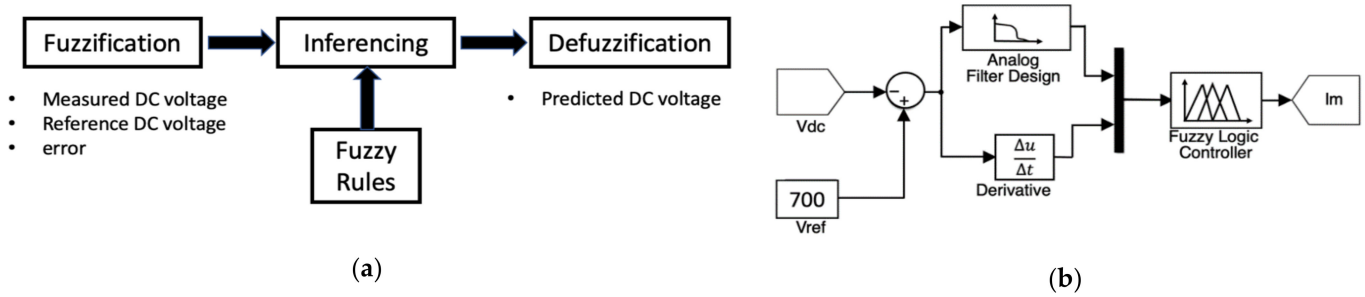 Fuzzification
Inferencing
Defuzzification
• Measured DC voltage
• Reference DC voltage
• error
• Predicted DC voltage
Fuzzy
Rules
(a)
Analog
Filter Design
Vdc
−
+
Δu
Δt
Derivative
700
Vref
Fuzzy Logic
Controller
Im
(b)